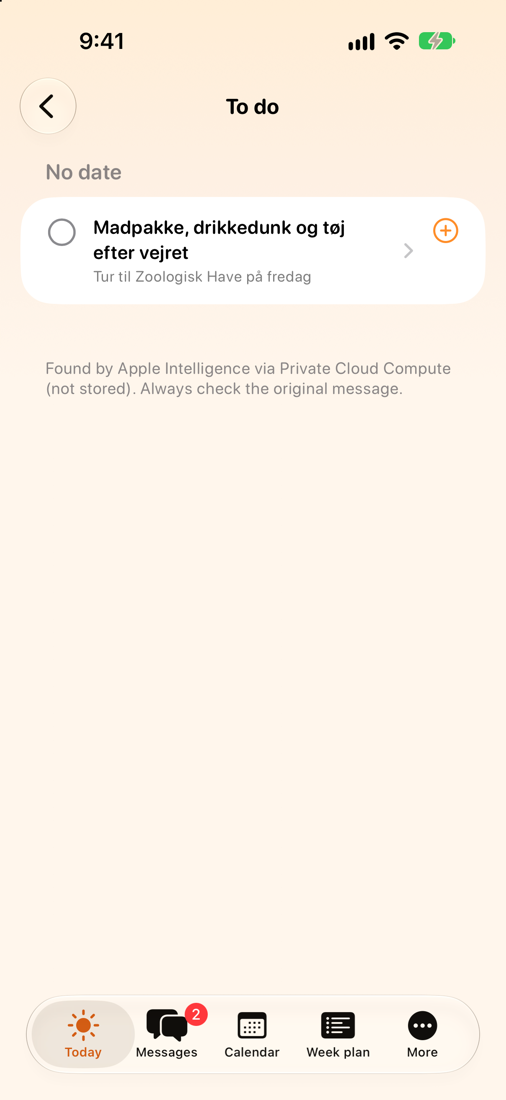 9:41
To do
No date
Madpakke, drikkedunk og tøj
efter vejret
Tur til Zoologisk Have på fredag
Found by Apple Intelligence via Private Cloud Compute
(not stored). Always check the original message.
2
Today
Messages
Calendar
Week plan
More